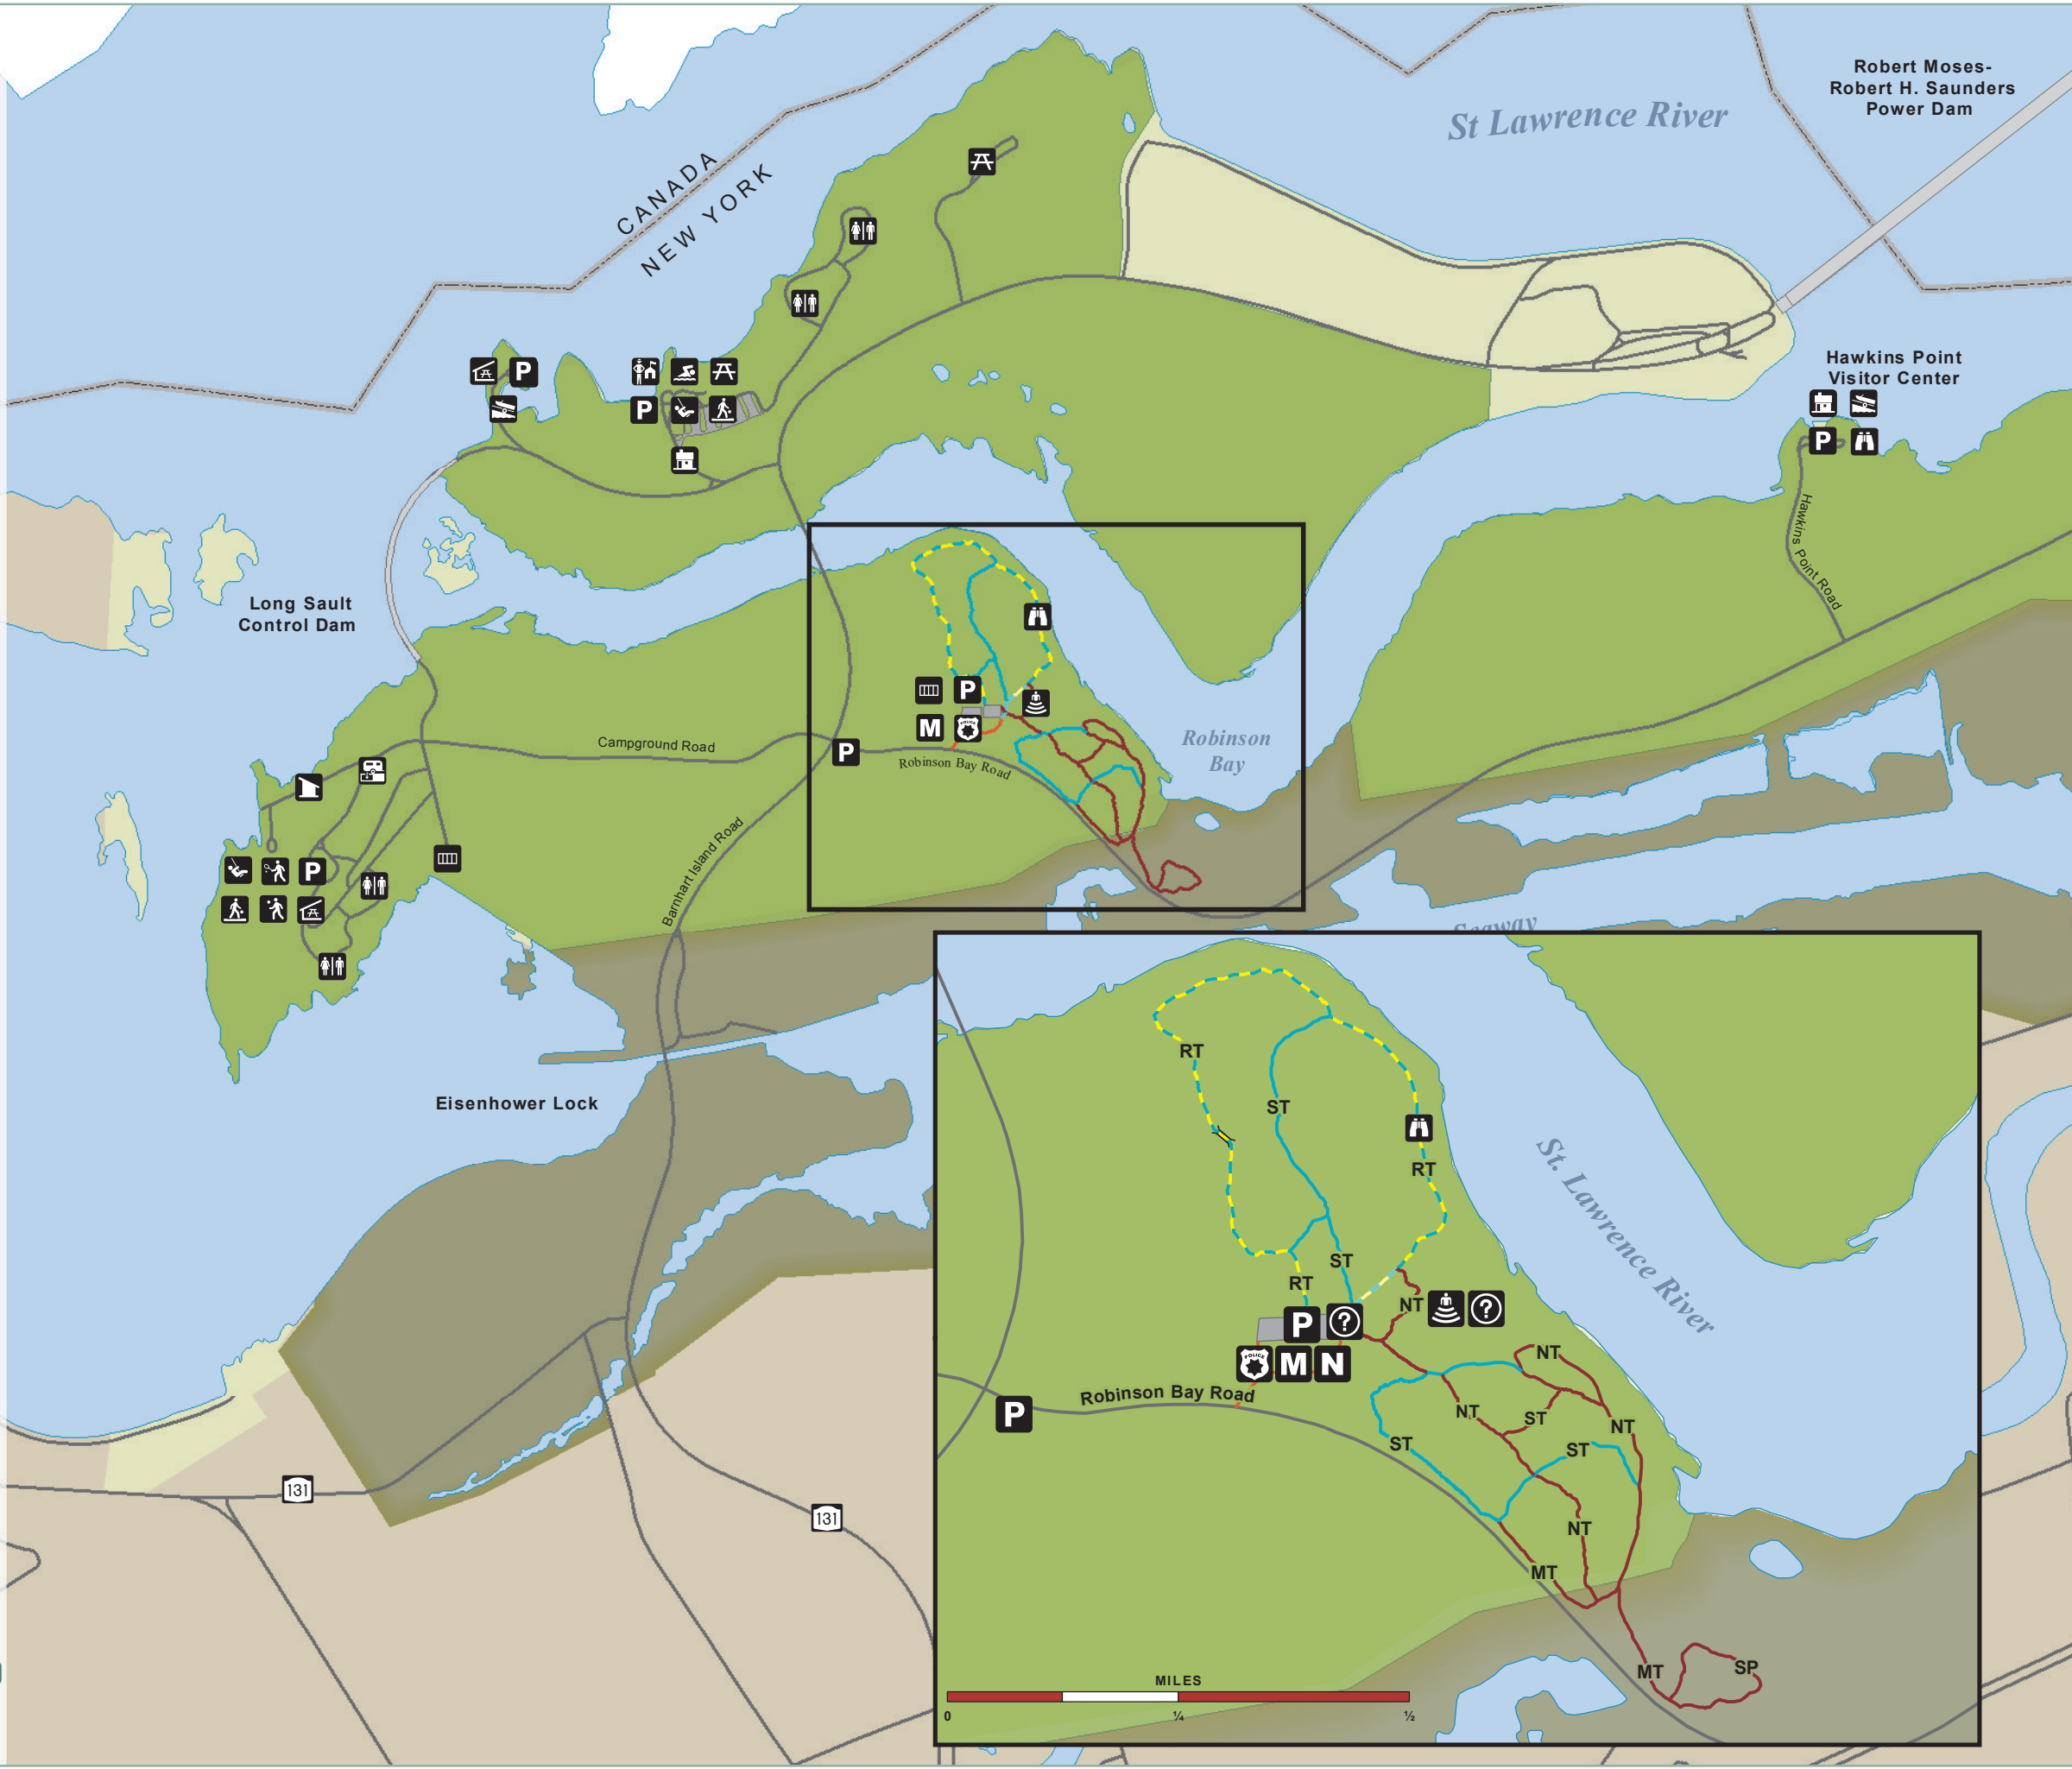 Robert Moses-
Robert H. Saunders
Power Dam
St Lawrence River
CANADA
NEW YORK
P
P
Hawkins Point
Visitor Center
P
Hawkins Point Road
Long Sault
Control Dam
P
M
POLICE
Campground Road
P
Robinson Bay Road
Robinson
Bay
Barnhart Island Road
P
Seaway
Eisenhower Lock
131
131
RT
ST
RT
St. Lawrence River
ST
RT
NT
P
?
?
POLICE
M
N
NT
Robinson Bay Road
P
NT
ST
NT
ST
ST
NT
MT
MT
SP
MILES
0
¼
½